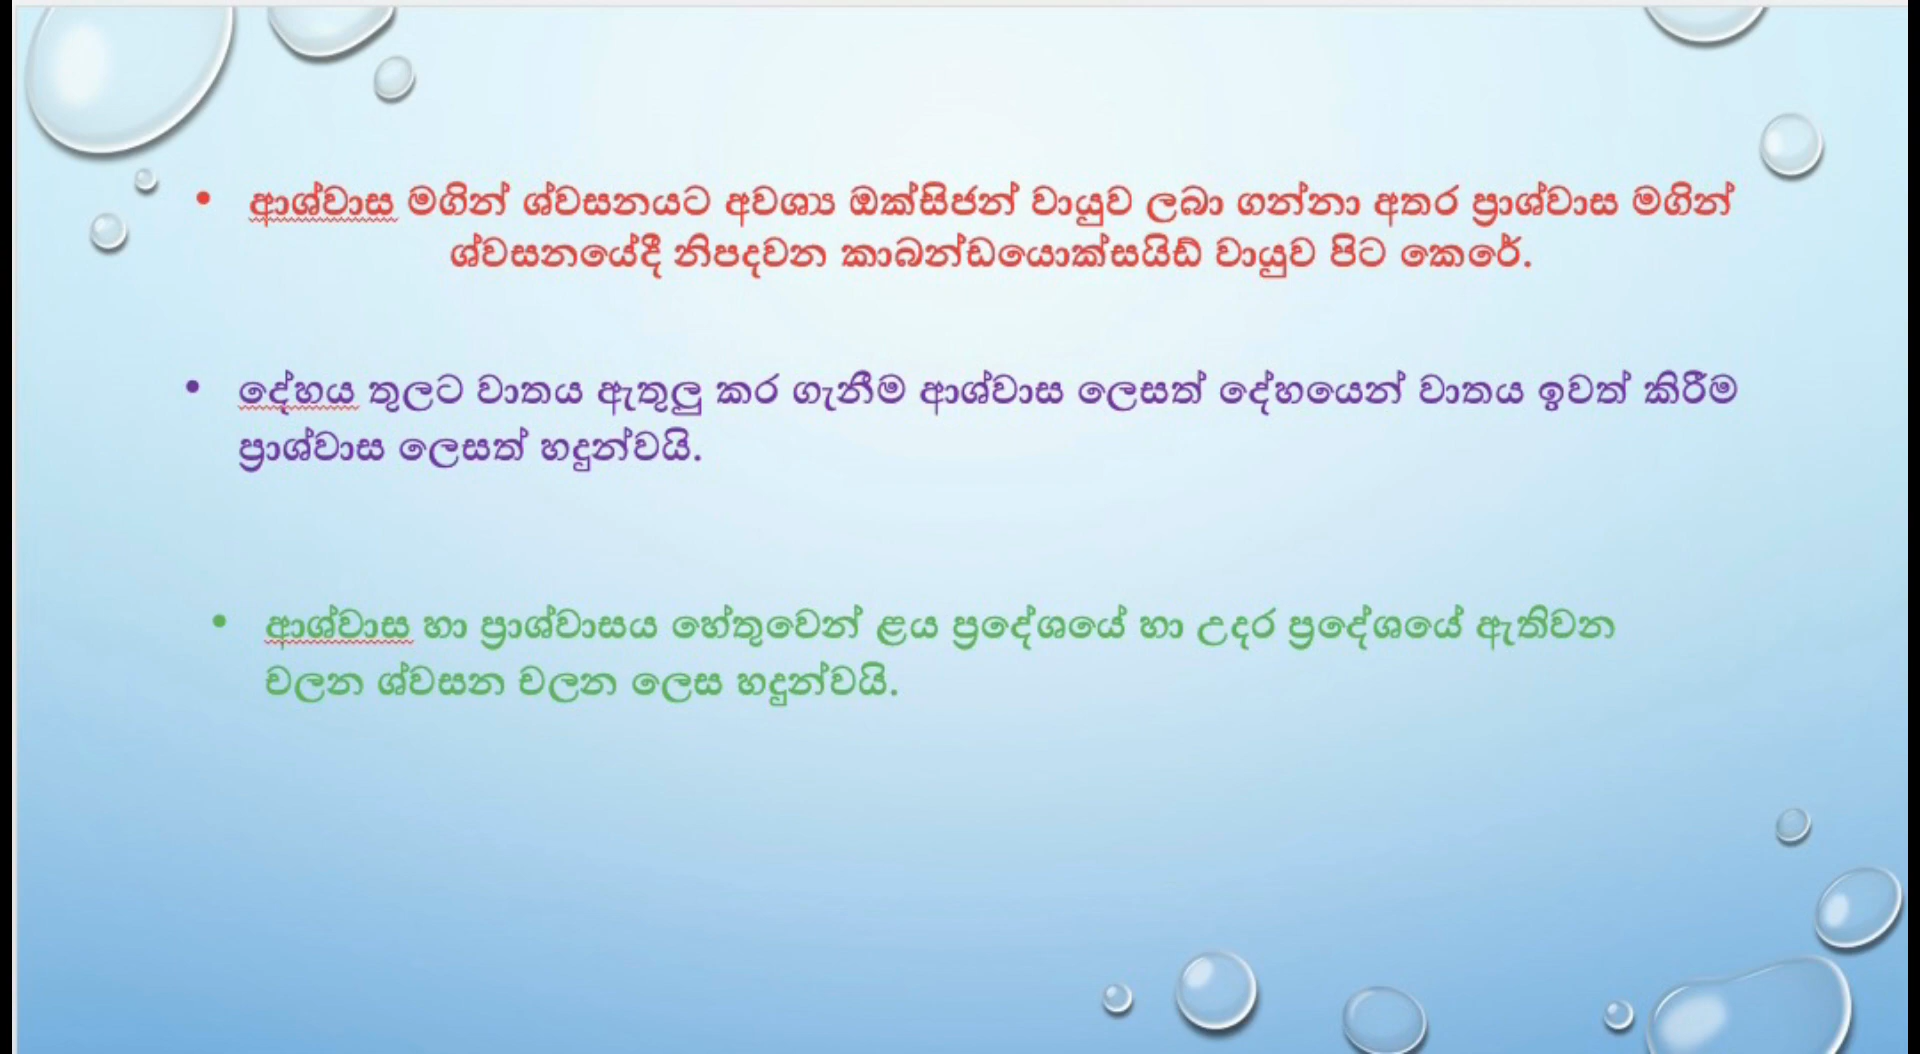 • ආශ්වාස මගින් ශ්වසනයට අවශ්‍ය ඔක්සිජන් වායුව ලබා ගන්නා අතර ප්‍රාශ්වාස මගින්
ශ්වසනයේදී නිපදවන කාබන්ඩයොක්සයිඩ් වායුව පිට කෙරේ.
• දේහය තුලට වාතය ඇතුලු කර ගැනීම ආශ්වාස ලෙසත් දේහයෙන් වාතය ඉවත් කිරීම
ප්‍රාශ්වාස ලෙසත් හදුන්වයි.
• ආශ්වාස හා ප්‍රාශ්වාසය හේතුවෙන් ළය ප්‍රදේශයේ හා උදර ප්‍රදේශයේ ඇතිවන
චලන ශ්වසන චලන ලෙස හදුන්වයි.